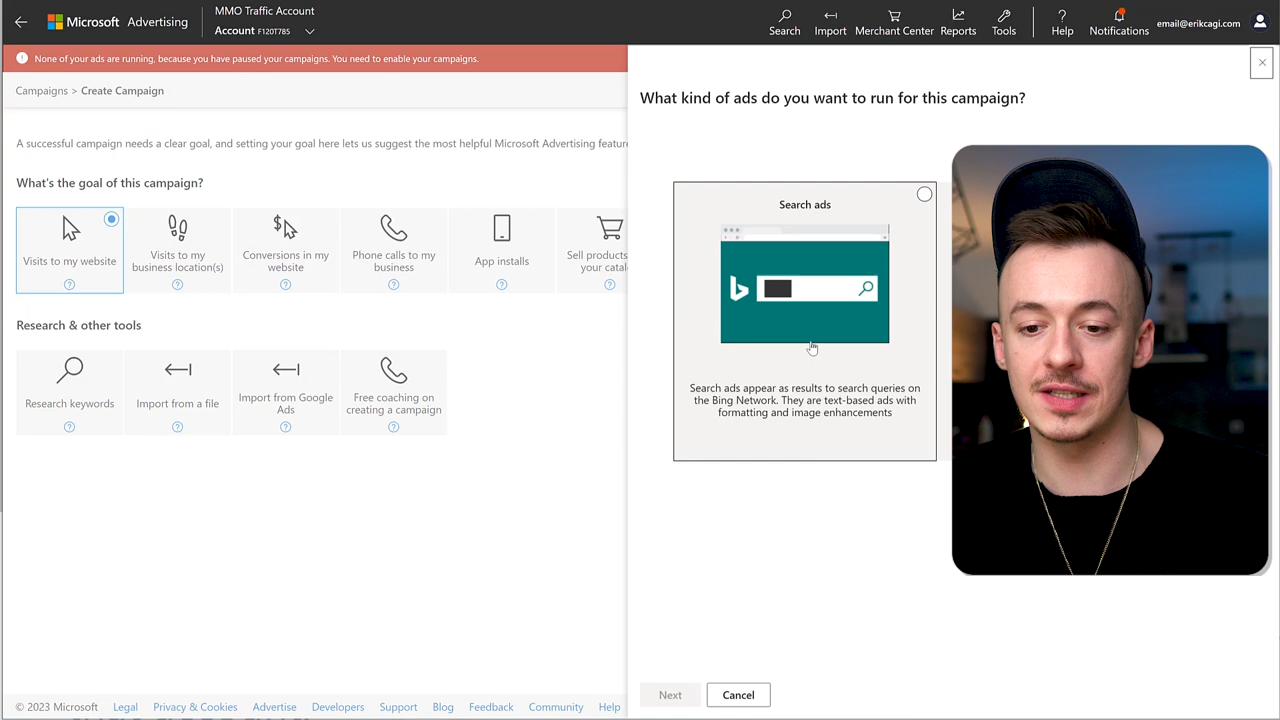 Microsoft Advertising
MMO Traffic Account
Account F120T785
Search
Import
Merchant Center
Reports
Tools
Help
Notifications
email@erikcagi.com
None of your ads are running, because you have paused your campaigns. You need to enable your campaigns.
Campaigns > Create Campaign
A successful campaign needs a clear goal, and setting your goal here lets us suggest the most helpful Microsoft Advertising
What's the goal of this campaign?
Visits to my website
Visits to my
business location(s)
Conversions in my
website
Phone calls to my
business
App installs
Sell products
your
Research & other tools
Research keywords
Import from a file
Import from Google
Ads
Free coaching on
creating a campaign
What kind of ads do you want to run for this campaign?
Search ads
Search ads appear as results to search queries on
the Bing Network. They are text-based ads with
formatting and image enhancements
Next
Cancel
© 2023 Microsoft
Legal
Privacy & Cookies
Advertise
Developers
Support
Blog
Feedback
Community
Help